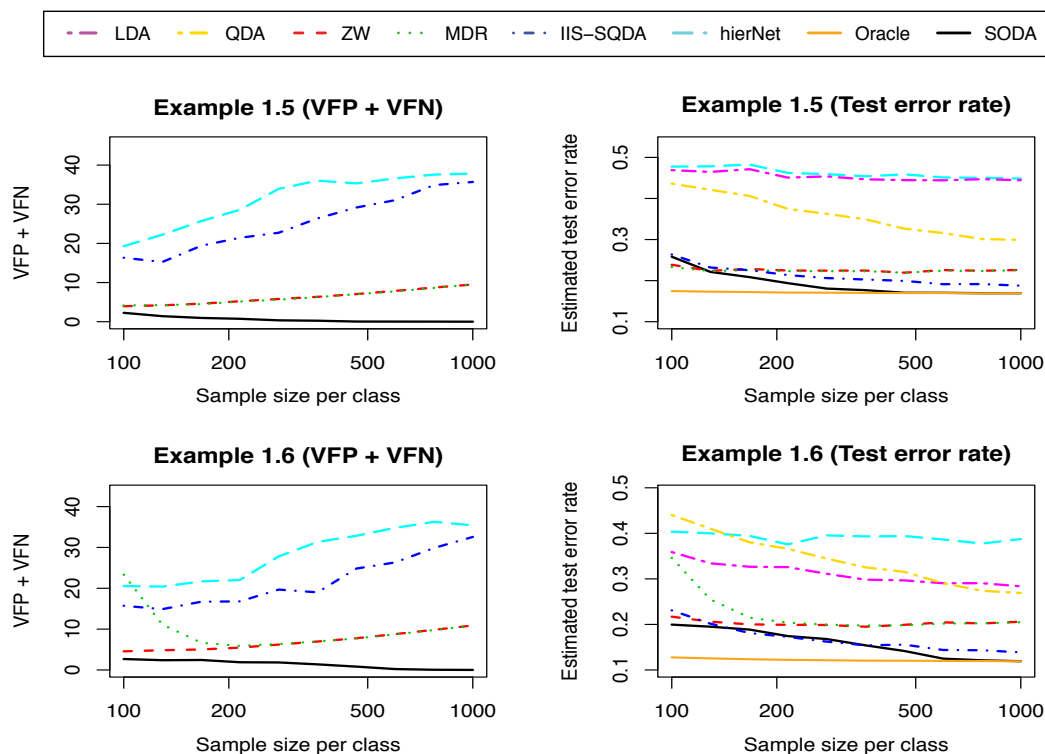 LDA QDA ZW MDR IIS−SQDA hierNet Oracle SODA
Example 1.5 (VFP + VFN)
VFP + VFN
0 10 20 30 40
100 200 500 1000
Sample size per class
Example 1.5 (Test error rate)
Estimated test error rate
0.1 0.3 0.5
100 200 500 1000
Sample size per class
Example 1.6 (VFP + VFN)
VFP + VFN
0 10 20 30 40
100 200 500 1000
Sample size per class
Example 1.6 (Test error rate)
Estimated test error rate
0.1 0.2 0.3 0.4 0.5
100 200 500 1000
Sample size per class